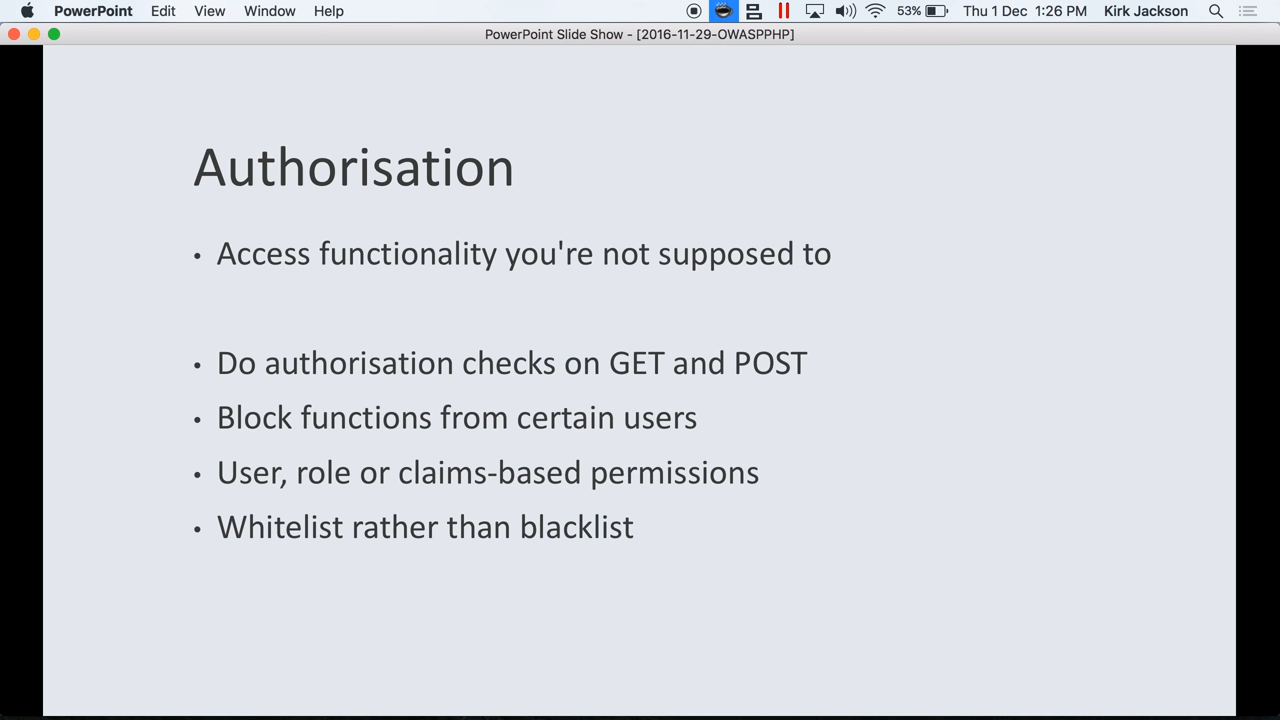 PowerPoint Edit View Window Help 53% Thu 1 Dec 1:26 PM Kirk Jackson
PowerPoint Slide Show - [2016-11-29-OWASPPHP]
Authorisation
• Access functionality you're not supposed to
• Do authorisation checks on GET and POST
• Block functions from certain users
• User, role or claims-based permissions
• Whitelist rather than blacklist